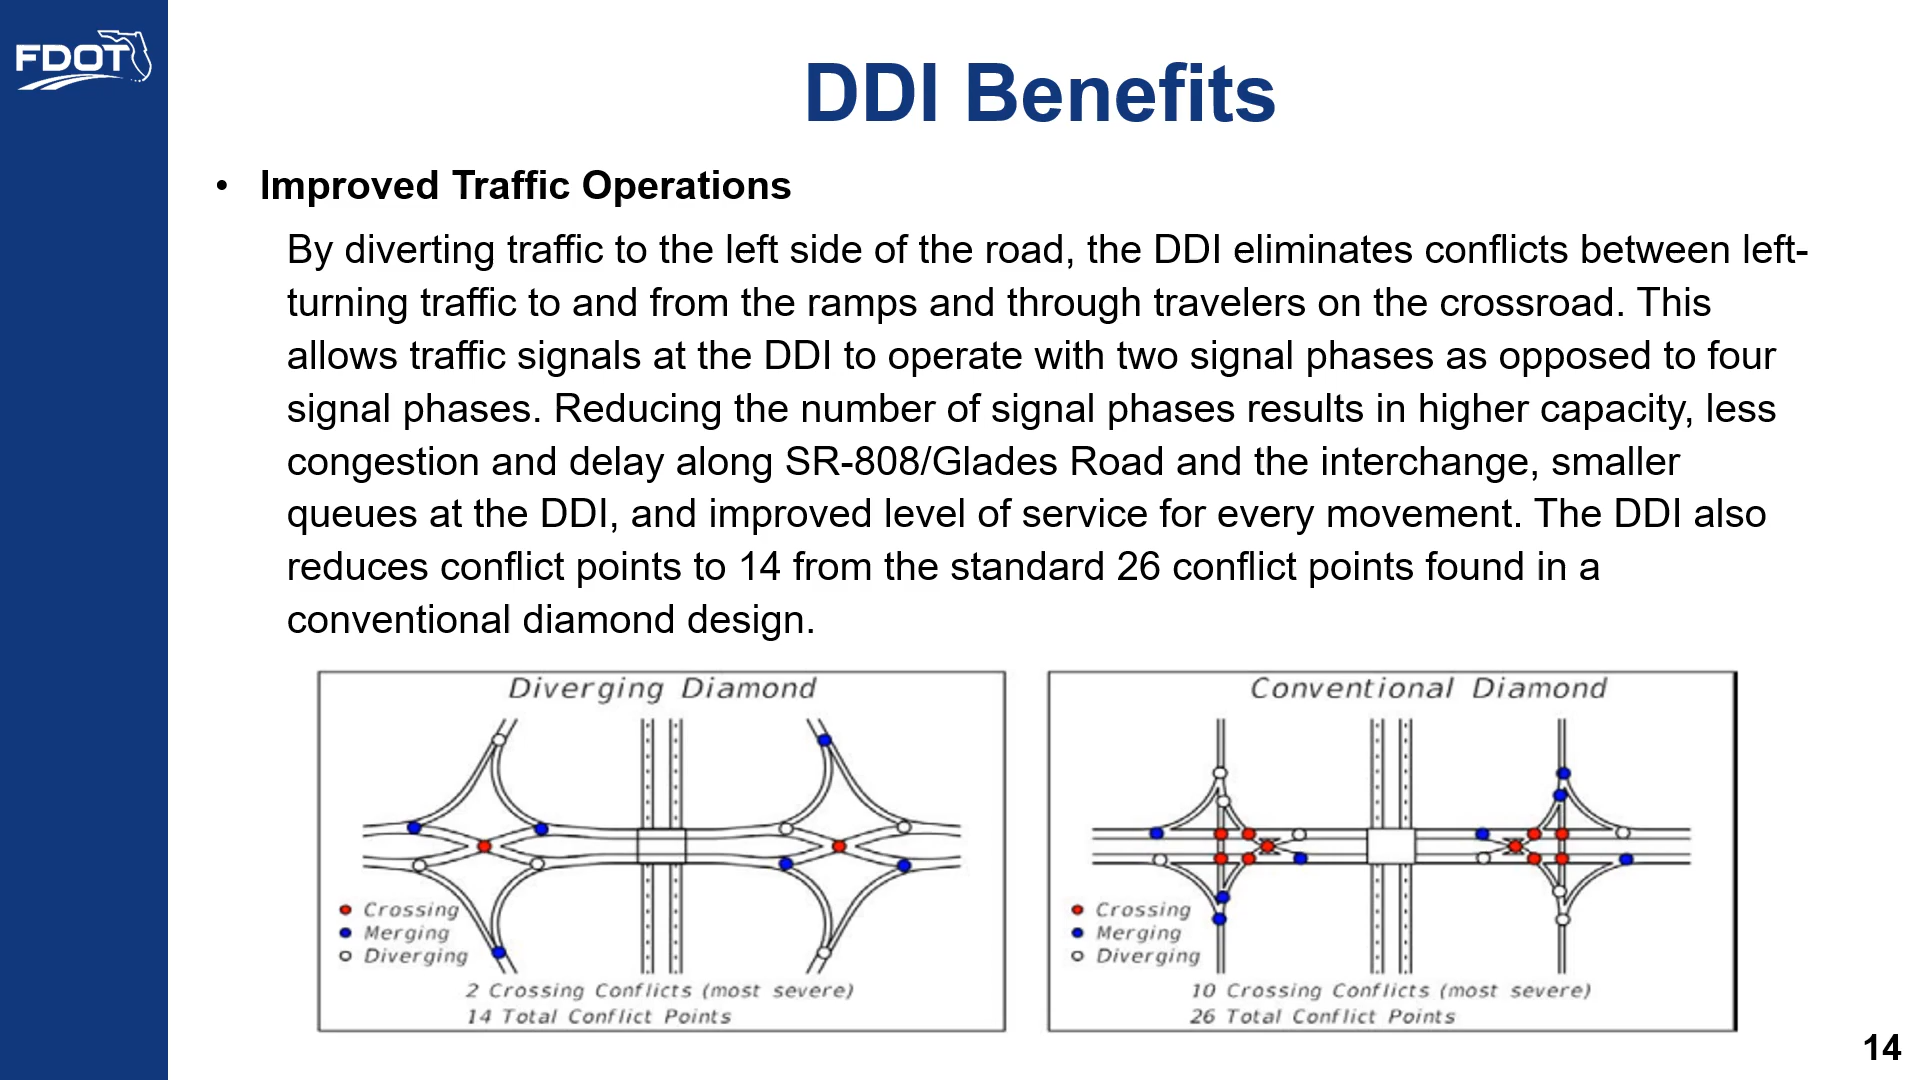 FDOT
DDI Benefits
• Improved Traffic Operations
By diverting traffic to the left side of the road, the DDI eliminates conflicts between left-
turning traffic to and from the ramps and through travelers on the crossroad. This
allows traffic signals at the DDI to operate with two signal phases as opposed to four
signal phases. Reducing the number of signal phases results in higher capacity, less
congestion and delay along SR-808/Glades Road and the interchange, smaller
queues at the DDI, and improved level of service for every movement. The DDI also
reduces conflict points to 14 from the standard 26 conflict points found in a
conventional diamond design.
Diverging Diamond
Crossing
Merging
Diverging
2 Crossing Conflicts (most severe)
14 Total Conflict Points
Conventional Diamond
Crossing
Merging
Diverging
10 Crossing Conflicts (most severe)
26 Total Conflict Points
14